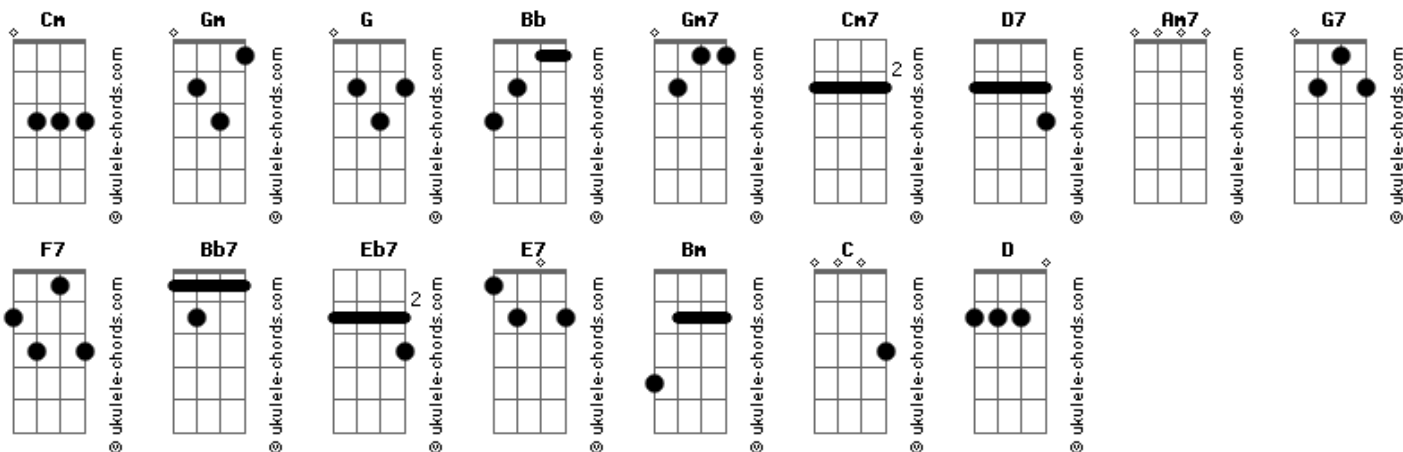 Cm Gm G Bb Gm7 Cm7 D7 Am7 G7
2
© ukulele-chords.com © ukulele-chords.com © ukulele-chords.com © ukulele-chords.com © ukulele-chords.com © ukulele-chords.com © ukulele-chords.com © ukulele-chords.com © ukulele-chords.com
F7 Bb7 Eb7 E7 Bm C D
2
© ukulele-chords.com © ukulele-chords.com © ukulele-chords.com © ukulele-chords.com © ukulele-chords.com © ukulele-chords.com © ukulele-chords.com